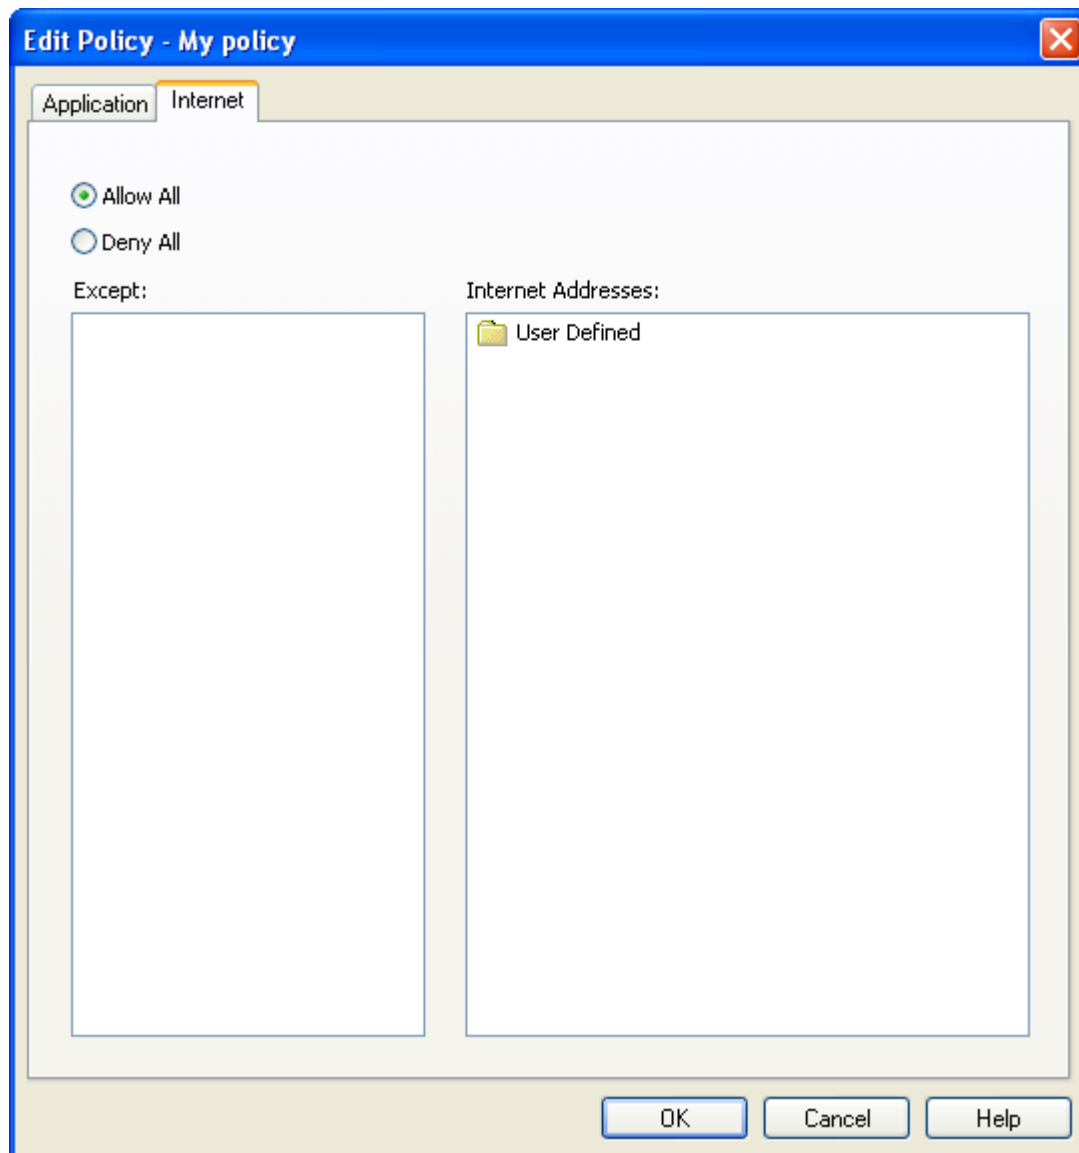 Edit Policy - My policy
Application Internet
Allow All
Deny All
Except: Internet Addresses:
User Defined
OK Cancel Help